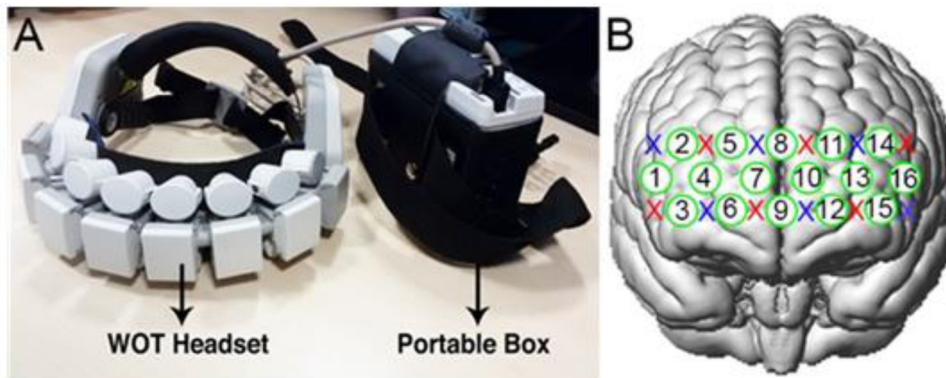 A
WOT Headset
Portable Box
B
X 2 X 5 X 8 X 11 X 14 X
1 4 7 10 13 16
X 3 X 6 X 9 X 12 X 15 X